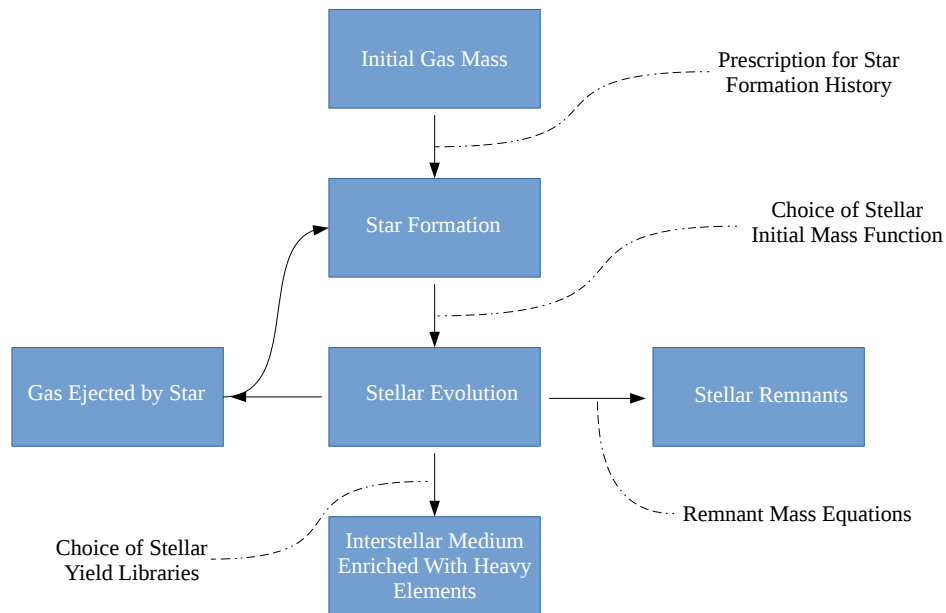 Initial Gas Mass
Prescription for Star
Formation History
Star Formation
Choice of Stellar
Initial Mass Function
Gas Ejected by Star
Stellar Evolution
Stellar Remnants
Remnant Mass Equations
Choice of Stellar
Yield Libraries
Interstellar Medium
Enriched With Heavy
Elements